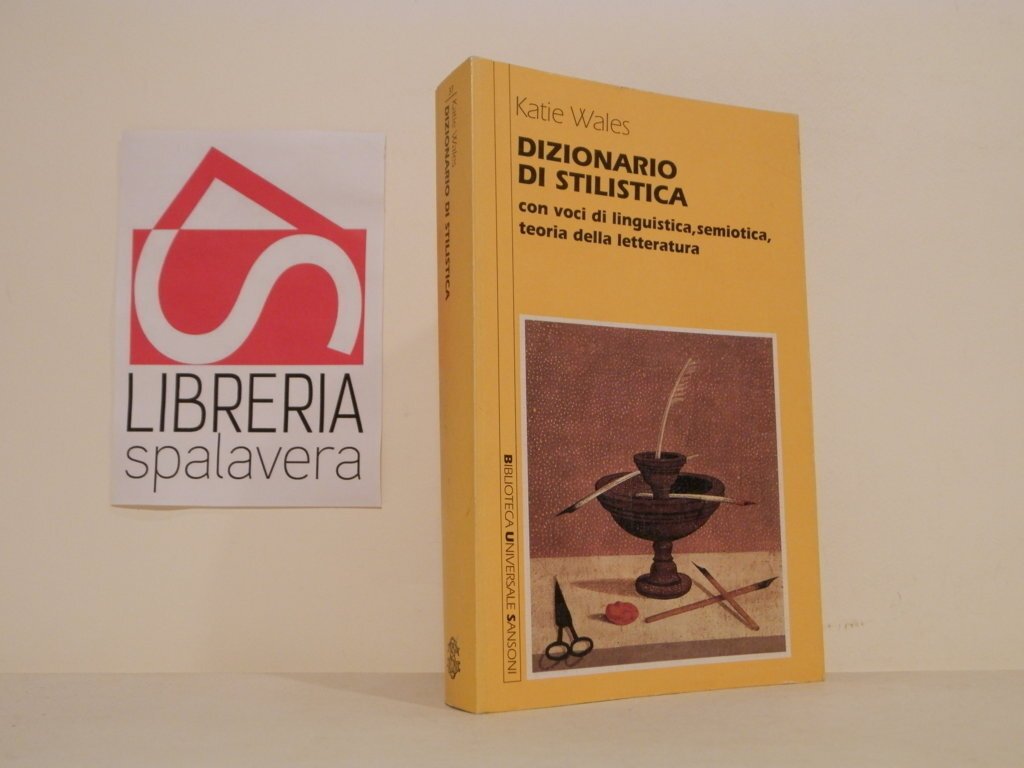 LIBRERIA
spalavera
Katie Wales
DIZIONARIO DI STILISTICA
Katie Wales
DIZIONARIO
DI STILISTICA
con voci di linguistica, semiotica,
teoria della letteratura
BIBLIOTECA UNIVERSALE SANSONI